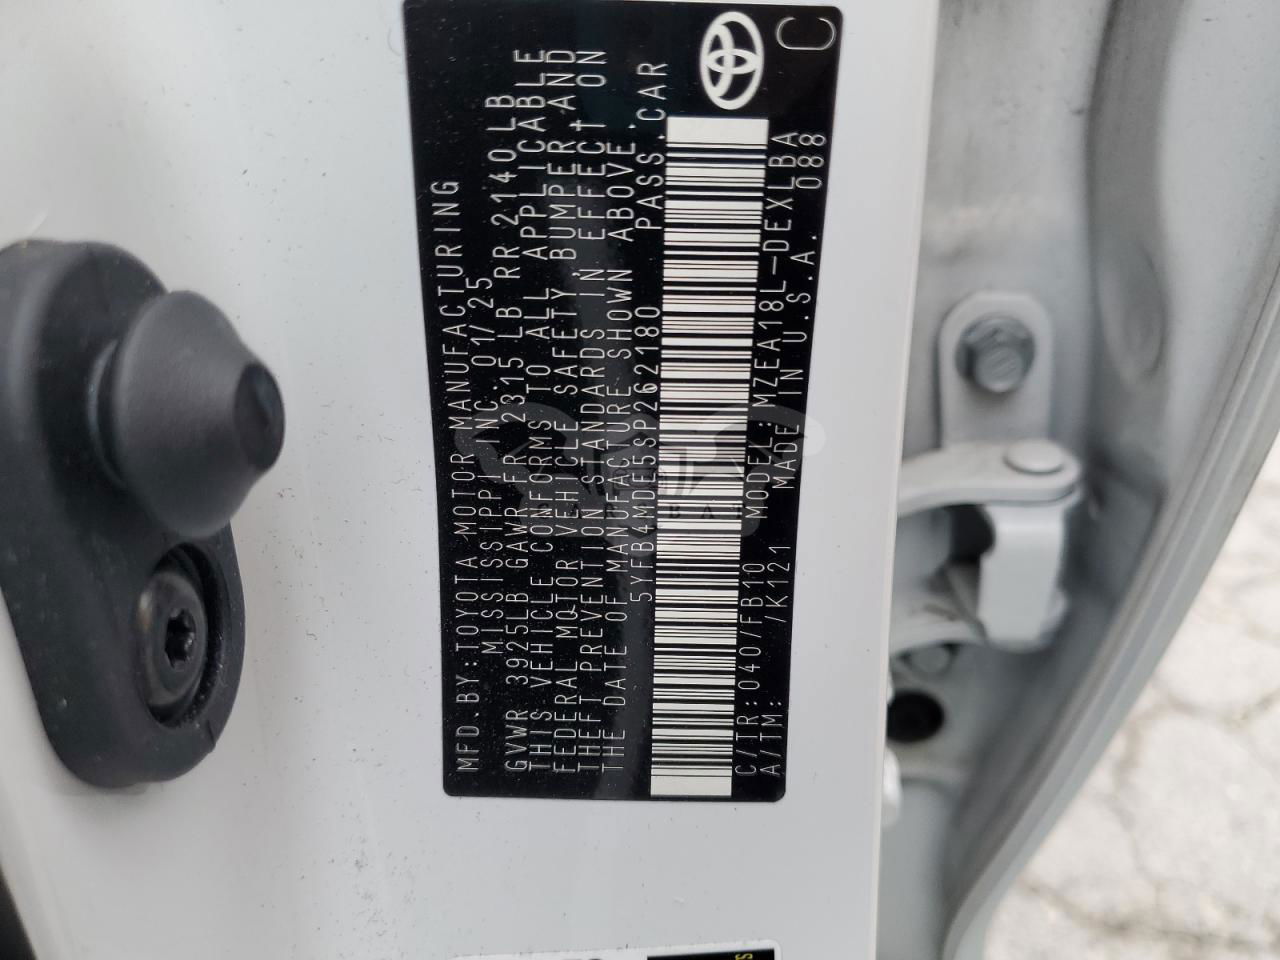 MFD.BY:TOYOTA MOTOR MANUFACTURING
MISSISSIPPI,INC.01/25
GVWR 3925LB GAWR FR 2315 LB RR 2140LB
THIS VEHICLE CONFORMS TO ALL APPLICABLE
FEDERAL MOTOR VEHICLE SAFETY,BUMPER,AND
THEFT PREVENTION STANDARDS IN EFFECT ON
THE DATE OF MANUFACTURE SHOWN ABOVE.
5YFB4MDE5SP262180 PASS.CAR
C/TR:040/FB10 MODEL:MZEA18L-DEXLBA
A/TM: /K121 MADE IN U.S.A. 088
C